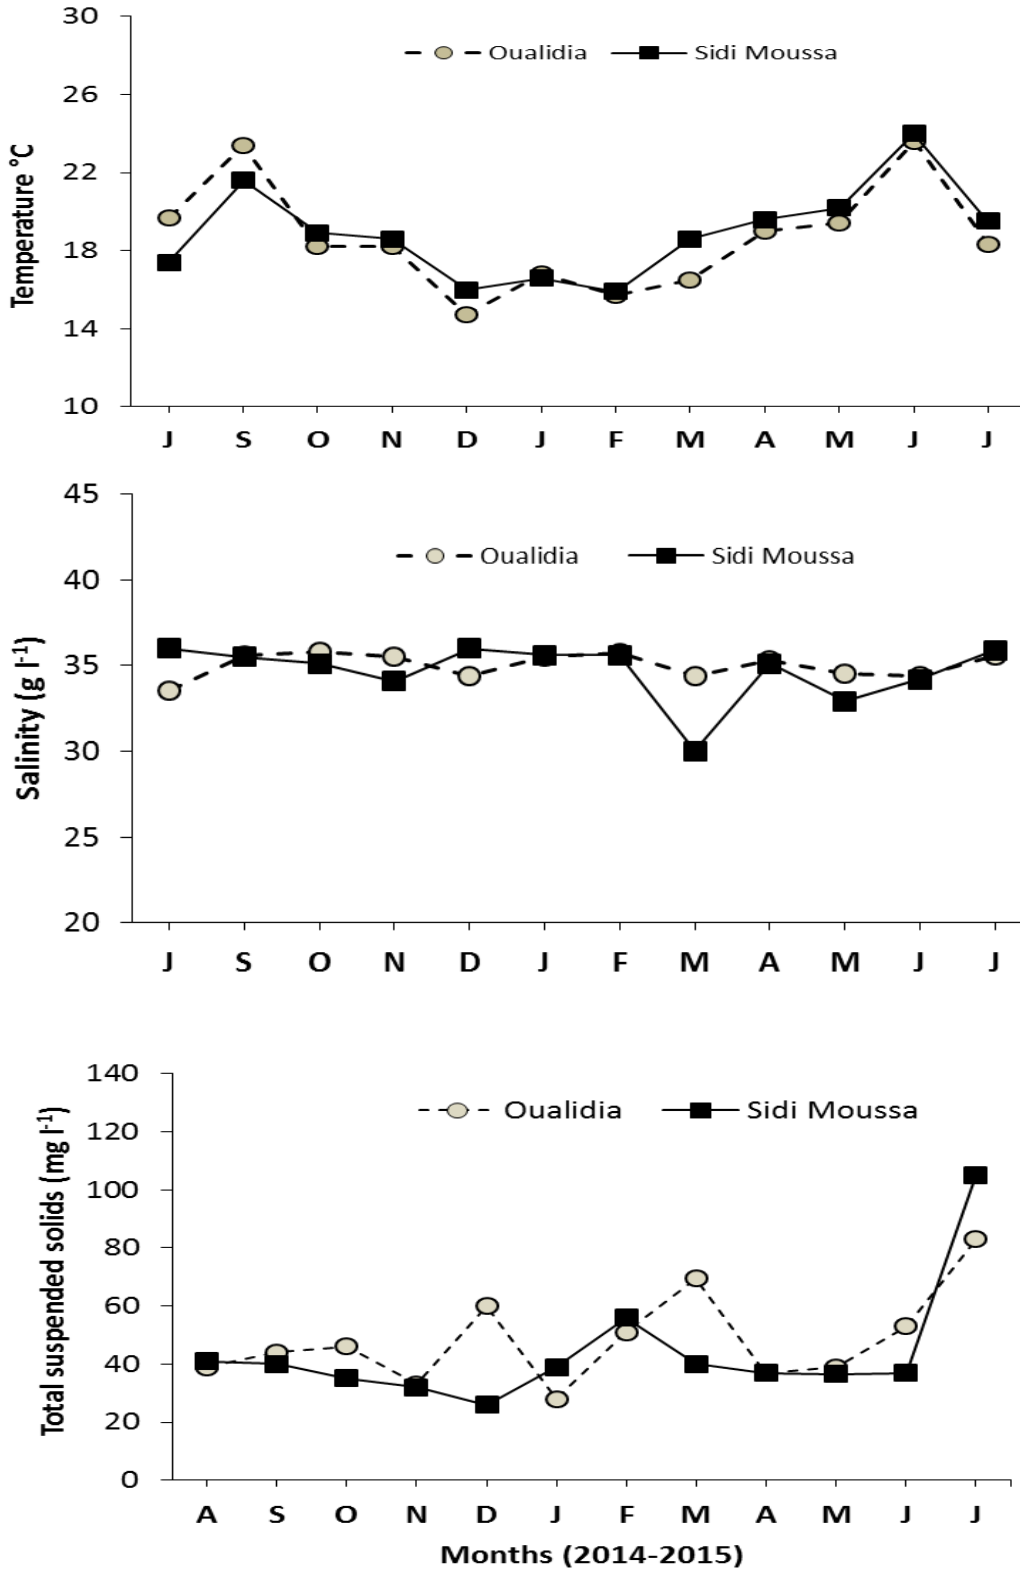 30
26
22
18
14
10
Temperature °C
Oualidia Sidi Moussa
J S O N D J F M A M J J
45
40
35
30
25
20
Salinity (g l-1)
Oualidia Sidi Moussa
J S O N D J F M A M J J
140
120
100
80
60
40
20
0
Total suspended solids (mg l-1)
Oualidia Sidi Moussa
A S O N D J F M A M J J
Months (2014-2015)